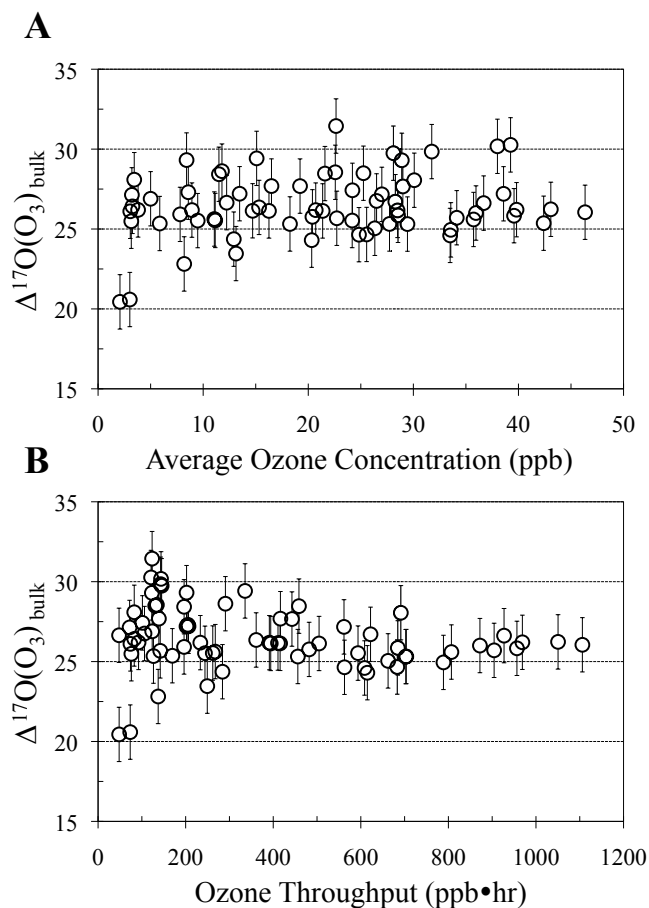 A
35
30
25
20
15
Δ¹⁷O(O₃) bulk
0 10 20 30 40 50
Average Ozone Concentration (ppb)
B
35
30
25
20
15
Δ¹⁷O(O₃) bulk
0 200 400 600 800 1000 1200
Ozone Throughput (ppb•hr)